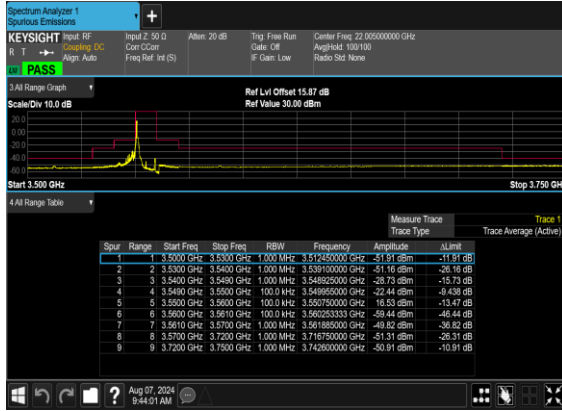 Spectrum Analyzer 1
Spurious Emissions
+
KEYSIGHT Input: RF Input Z: 50 Ω Atten: 20 dB Trig: Free Run Center Freq: 22.005000000 GHz
R T Coupling: DC Corr CCorr Gate: Off Avg|Hold: 100/100
Align: Auto Freq Ref: Int (S) IF Gain: Low Radio Std: None
PASS
3 All Range Graph Ref Lvl Offset 15.87 dB
Scale/Div 10.0 dB Ref Value 30.00 dBm
20.0
0.00
-20.0
-40.0
-60.0
Start 3.500 GHz Stop 3.750 GH
4 All Range Table
Measure Trace Trace 1
Trace Type Trace Average (Active)
Spur Range Start Freq Stop Freq RBW Frequency Amplitude ΔLimit
1 1 3.5000 GHz 3.5300 GHz 1.000 MHz 3.512450000 GHz -51.91 dBm -11.91 dB
2 2 3.5300 GHz 3.5400 GHz 1.000 MHz 3.539100000 GHz -51.16 dBm -26.16 dB
3 3 3.5400 GHz 3.5490 GHz 1.000 MHz 3.548925000 GHz -28.73 dBm -15.73 dB
4 4 3.5490 GHz 3.5500 GHz 100.0 kHz 3.549955000 GHz -22.44 dBm -9.438 dB
5 5 3.5500 GHz 3.5600 GHz 100.0 kHz 3.550750000 GHz 16.53 dBm -13.47 dB
6 6 3.5600 GHz 3.5610 GHz 100.0 kHz 3.560253333 GHz -59.44 dBm -46.44 dB
7 7 3.5610 GHz 3.5700 GHz 1.000 MHz 3.561885000 GHz -49.82 dBm -36.82 dB
8 8 3.5700 GHz 3.7200 GHz 1.000 MHz 3.716750000 GHz -51.31 dBm -26.31 dB
9 9 3.7200 GHz 3.7500 GHz 1.000 MHz 3.742600000 GHz -50.91 dBm -10.91 dB
? Aug 07, 2024
9:44:01 AM